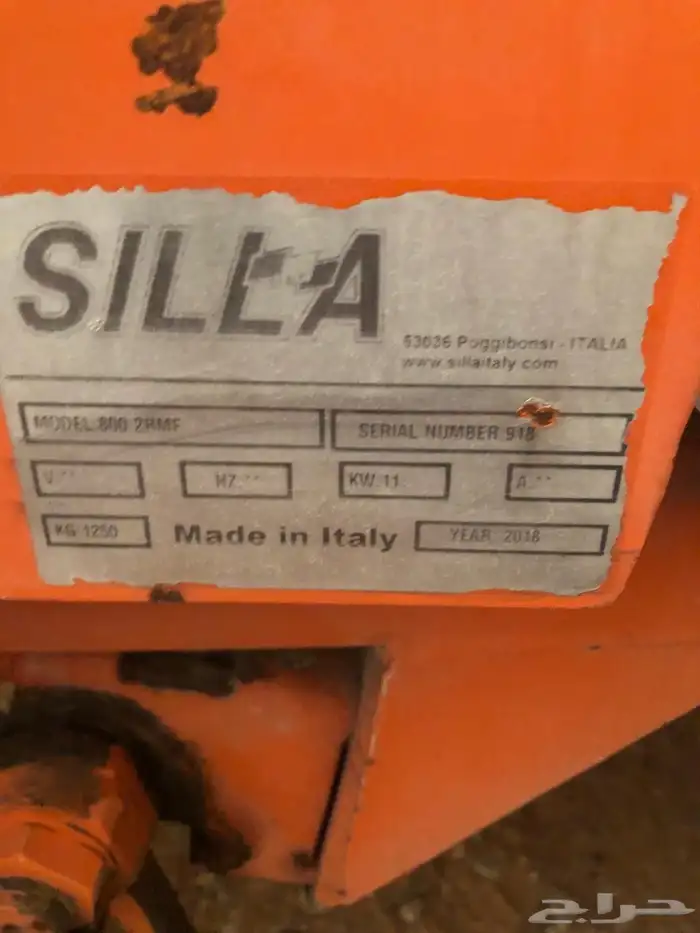 SILLA
53036 Poggibonsi - ITALIA
www.sillaitaly.com
MODEL 800 2RMF
SERIAL NUMBER 918
V."" HZ."" KW.11 A.""
KG 1250 Made in Italy YEAR 2018
حراج